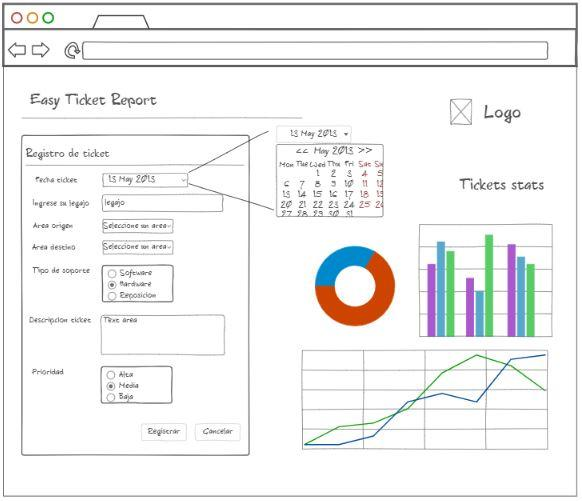 Easy Ticket Report
Logo
Registro de ticket
Fecha ticket
13 May 2013
Ingrese su legajo
legajo
Area origen
Seleccione un area
Area destino
Seleccione un area
Tipo de soporte
Software
Hardware
Reposicion
Descripcion ticket
Text area
Prioridad
Alta
Media
Baja
Registrar
Cancelar
13 May 2013
<< May 2013 >>
Mon Tue Wed Thu Fri Sat Su
1 2 3 4 5
6 7 8 9 10 11 12
13 14 15 16 17 18 19
20 21 22 23 24 25 26
27 28 29 30 31
Tickets stats